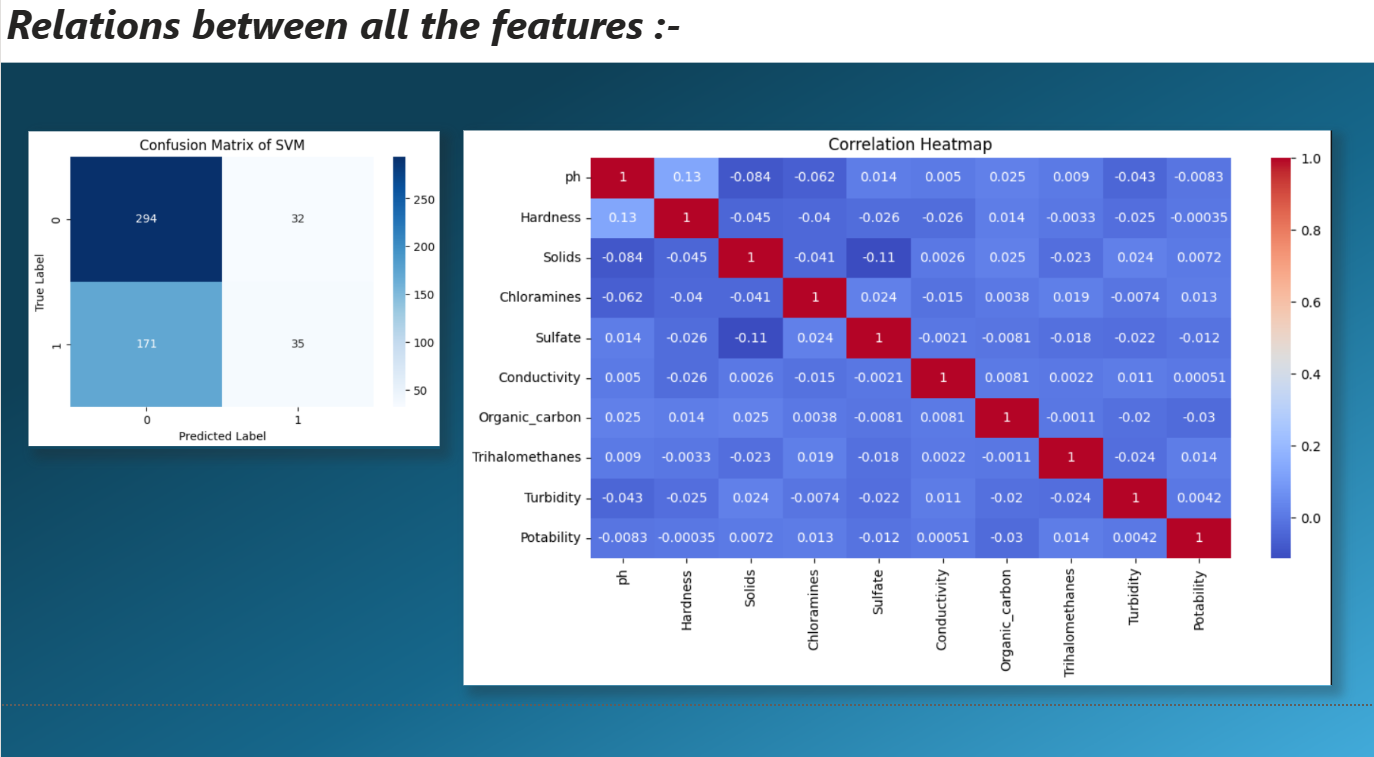 Relations between all the features :-
Confusion Matrix of SVM
True Label
0
294
32
250
200
1
171
35
150
100
50
0
1
Predicted Label
Correlation Heatmap
ph 1 0.13 -0.084 -0.062 0.014 0.005 0.025 0.009 -0.043 -0.0083
Hardness 0.13 1 -0.045 -0.04 -0.026 -0.026 0.014 -0.0033 -0.025 -0.00035
Solids -0.084 -0.045 1 -0.041 -0.11 0.0026 0.025 -0.023 0.024 0.0072
Chloramines -0.062 -0.04 -0.041 1 0.024 -0.015 0.0038 0.019 -0.0074 0.013
Sulfate 0.014 -0.026 -0.11 0.024 1 -0.0021 -0.0081 -0.018 -0.022 -0.012
Conductivity 0.005 -0.026 0.0026 -0.015 -0.0021 1 0.0081 0.0022 0.011 0.00051
Organic_carbon 0.025 0.014 0.025 0.0038 -0.0081 0.0081 1 -0.0011 -0.02 -0.03
Trihalomethanes 0.009 -0.0033 -0.023 0.019 -0.018 0.0022 -0.0011 1 -0.024 0.014
Turbidity -0.043 -0.025 0.024 -0.0074 -0.022 0.011 -0.02 -0.024 1 0.0042
Potability -0.0083 -0.00035 0.0072 0.013 -0.012 0.00051 -0.03 0.014 0.0042 1
ph
Hardness
Solids
Chloramines
Sulfate
Conductivity
Organic_carbon
Trihalomethanes
Turbidity
Potability
1.0
0.8
0.6
0.4
0.2
0.0